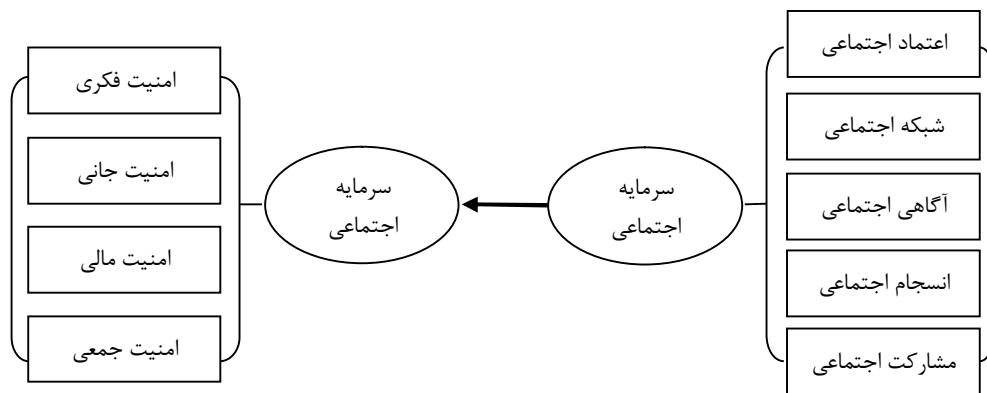 اعتماد اجتماعی
شبکه اجتماعی
آگاهی اجتماعی
انسجام اجتماعی
مشارکت اجتماعی
سرمایه
اجتماعی
سرمایه
اجتماعی
امنیت فکری
امنیت جانی
امنیت مالی
امنیت جمعی